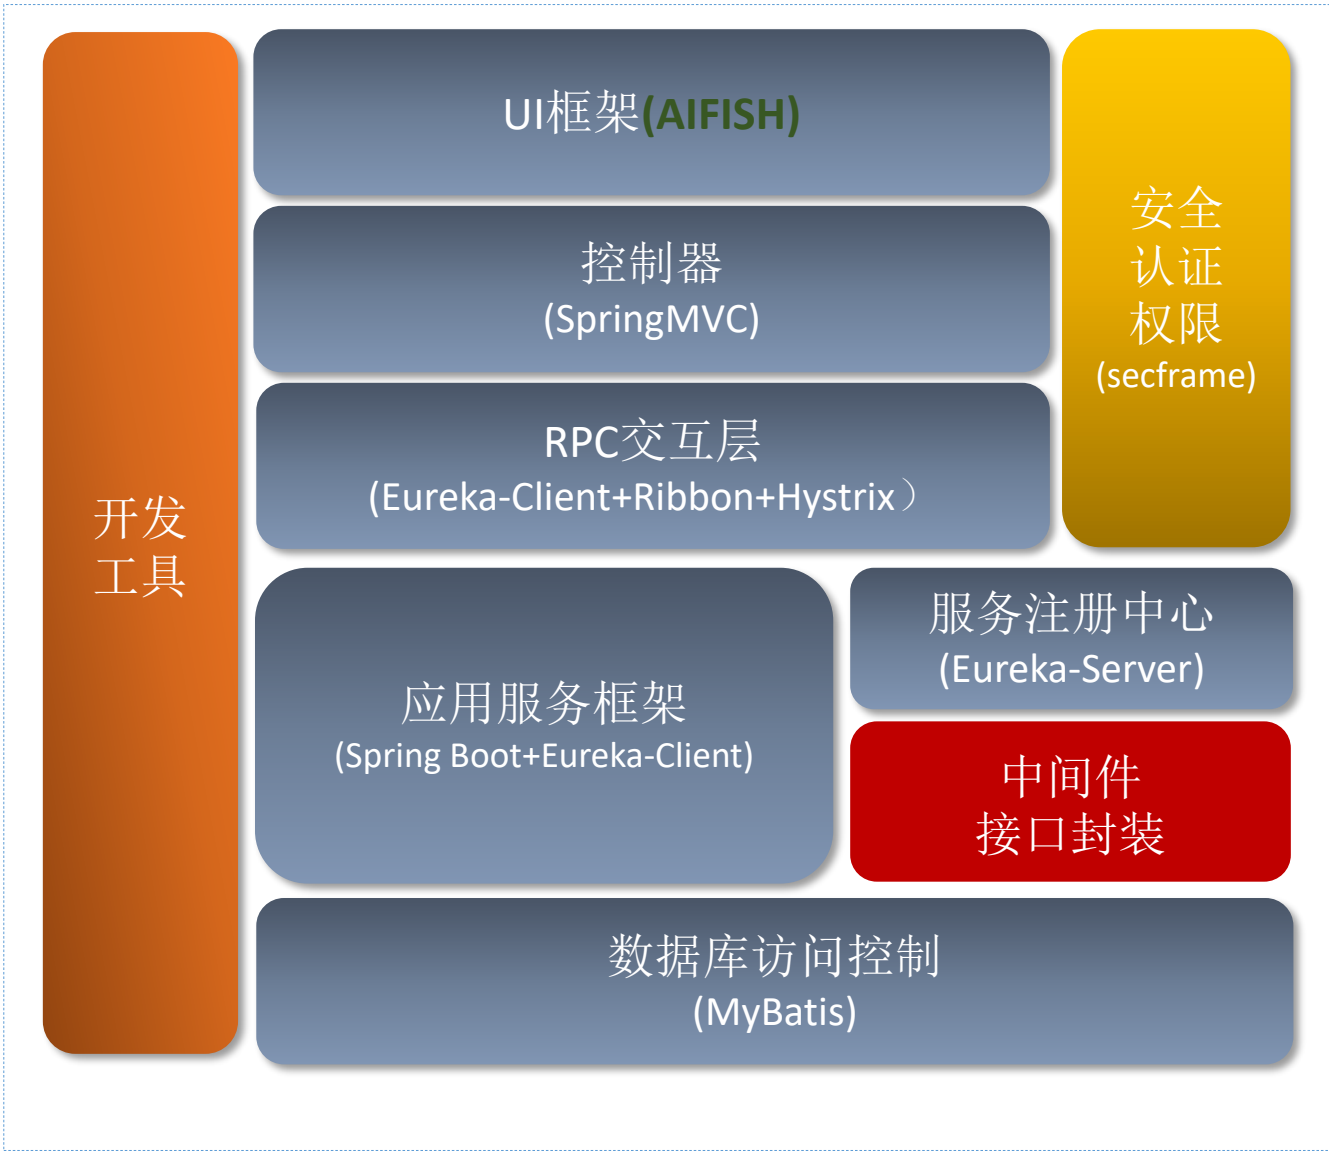 开发
工具
UI框架(AIFISH)
控制器
(SpringMVC)
RPC交互层
(Eureka-Client+Ribbon+Hystrix）
安全
认证
权限
(secframe)
应用服务框架
(Spring Boot+Eureka-Client)
服务注册中心
(Eureka-Server)
中间件
接口封装
数据库访问控制
(MyBatis)